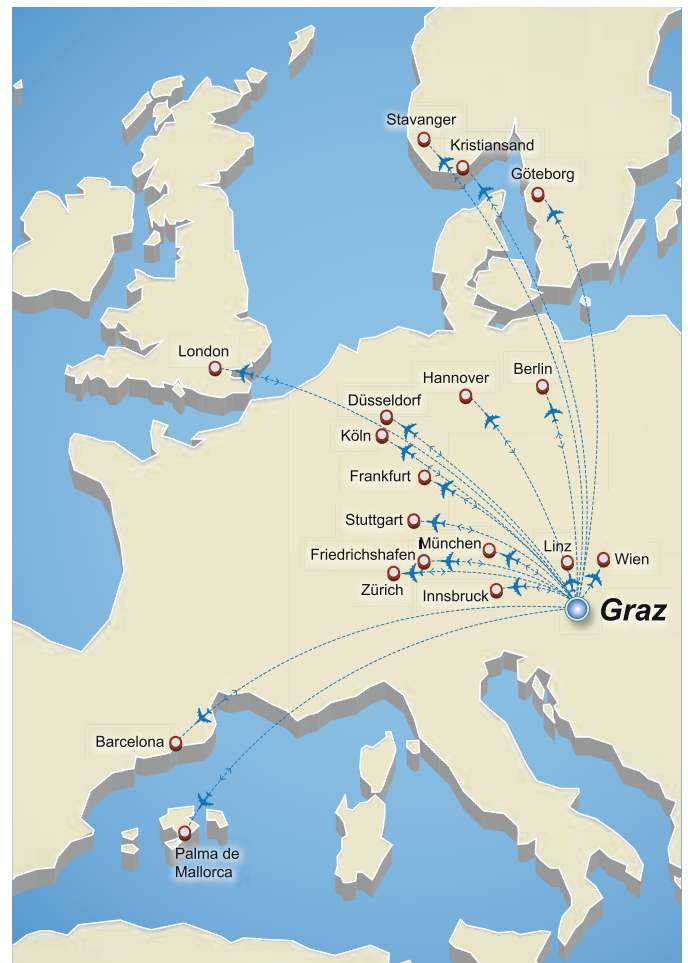 Stavanger
Kristiansand
Göteborg
London
Hannover
Berlin
Düsseldorf
Köln
Frankfurt
Stuttgart
München
Linz
Wien
Friedrichshafen
Zürich
Innsbruck
Graz
Barcelona
Palma de
Mallorca